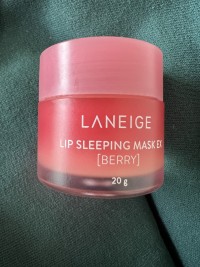 LANEIGE
LIP SLEEPING MASK EX
[BERRY]
20 g